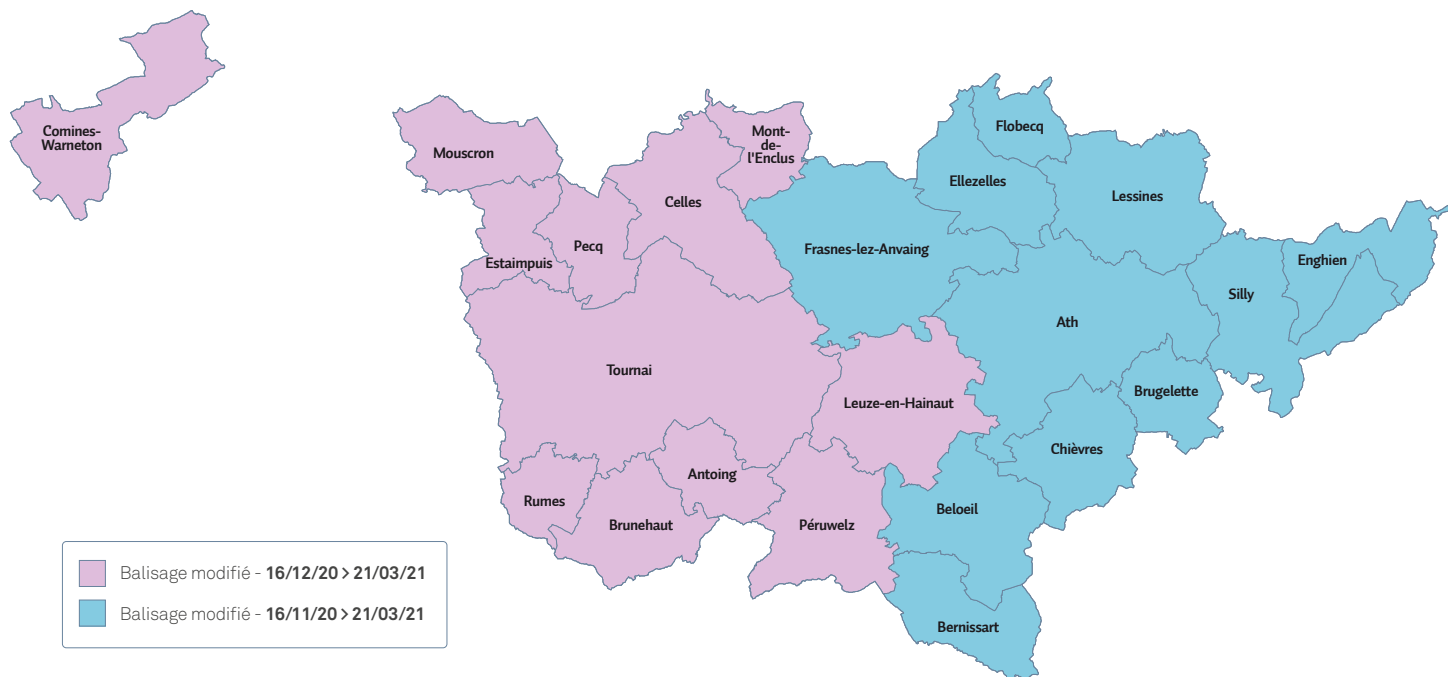 Comines-
Warneton
Mouscron
Mont-
de-
l'Enclus
Flobecq
Ellezelles
Lessines
Celles
Pecq
Estaimpuis
Frasnes-lez-Anvaing
Enghien
Silly
Ath
Tournai
Leuze-en-Hainaut
Brugelette
Chièvres
Antoing
Rumes
Brunehaut
Péruwelz
Beloeil
Bernissart
Balisage modifié - 16/12/20 > 21/03/21
Balisage modifié - 16/11/20 > 21/03/21